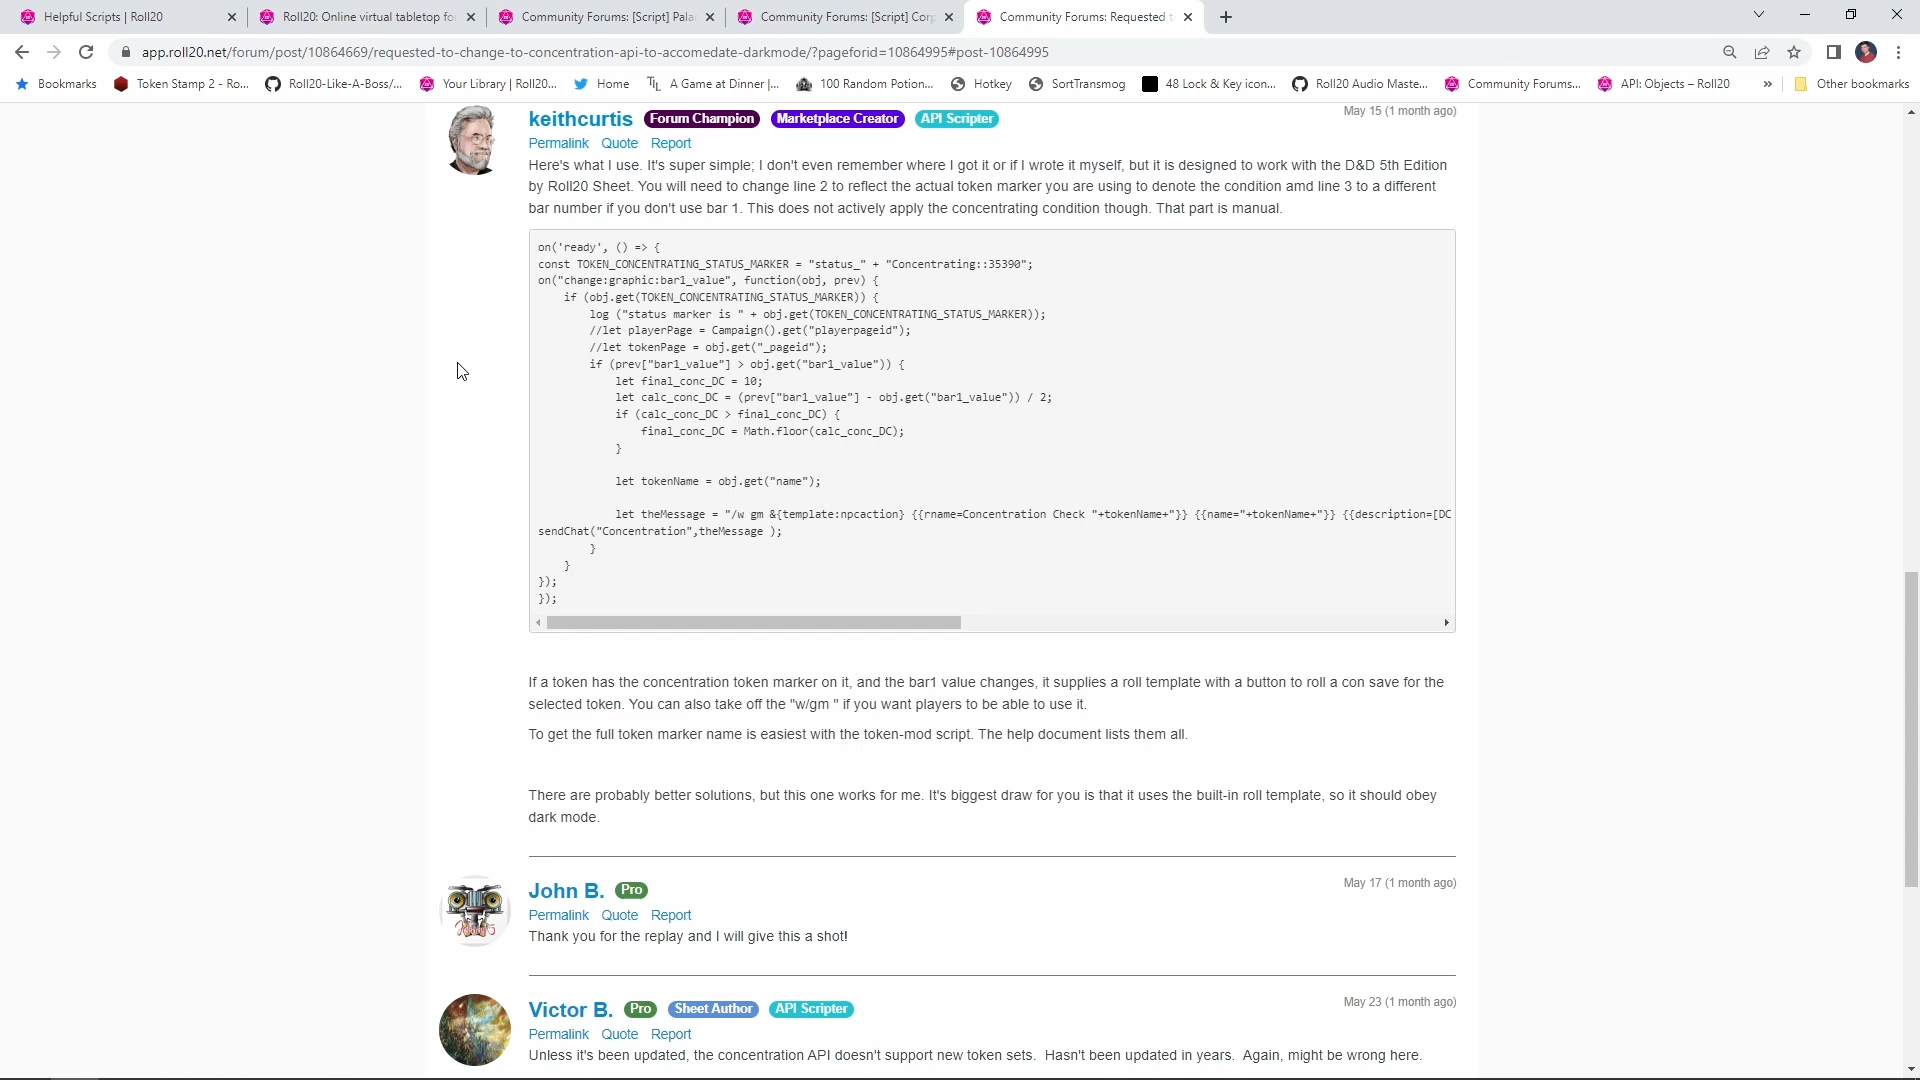 Helpful Scripts | Roll20
Roll20: Online virtual tabletop fo
Community Forums: [Script] Pala
Community Forums: [Script] Corp
Community Forums: Requested t
app.roll20.net/forum/post/10864669/requested-to-change-to-concentration-api-to-accomedate-darkmode/?pageforid=10864995#post-10864995
Bookmarks
Token Stamp 2 - Ro...
Roll20-Like-A-Boss/...
Your Library | Roll20...
Home
A Game at Dinner |...
100 Random Potion...
Hotkey
SortTransmog
48 Lock & Key icon...
Roll20 Audio Maste...
Community Forums...
API: Objects – Roll20
»
Other bookmarks
keithcurtis Forum Champion Marketplace Creator API Scripter
May 15 (1 month ago)
Permalink Quote Report
Here's what I use. It's super simple; I don't even remember where I got it or if I wrote it myself, but it is designed to work with the D&D 5th Edition
by Roll20 Sheet. You will need to change line 2 to reflect the actual token marker you are using to denote the condition amd line 3 to a different
bar number if you don't use bar 1. This does not actively apply the concentrating condition though. That part is manual.
on('ready', () => {
const TOKEN_CONCENTRATING_STATUS_MARKER = "status_" + "Concentrating::35390";
on("change:graphic:bar1_value", function(obj, prev) {
if (obj.get(TOKEN_CONCENTRATING_STATUS_MARKER)) {
log ("status marker is " + obj.get(TOKEN_CONCENTRATING_STATUS_MARKER));
//let playerPage = Campaign().get("playerpageid");
//let tokenPage = obj.get("_pageid");
if (prev["bar1_value"] > obj.get("bar1_value")) {
let final_conc_DC = 10;
let calc_conc_DC = (prev["bar1_value"] - obj.get("bar1_value")) / 2;
if (calc_conc_DC > final_conc_DC) {
final_conc_DC = Math.floor(calc_conc_DC);
}
let tokenName = obj.get("name");
let theMessage = "/w gm &{template:npcaction} {{rname=Concentration Check "+tokenName+"}} {{name="+tokenName+"}} {{description=[DC
sendChat("Concentration",theMessage );
}
}
});
});
If a token has the concentration token marker on it, and the bar1 value changes, it supplies a roll template with a button to roll a con save for the
selected token. You can also take off the "w/gm " if you want players to be able to use it.
To get the full token marker name is easiest with the token-mod script. The help document lists them all.
There are probably better solutions, but this one works for me. It's biggest draw for you is that it uses the built-in roll template, so it should obey
dark mode.
John B. Pro
May 17 (1 month ago)
Permalink Quote Report
Thank you for the replay and I will give this a shot!
Victor B. Pro Sheet Author API Scripter
May 23 (1 month ago)
Permalink Quote Report
Unless it's been updated, the concentration API doesn't support new token sets. Hasn't been updated in years. Again, might be wrong here.